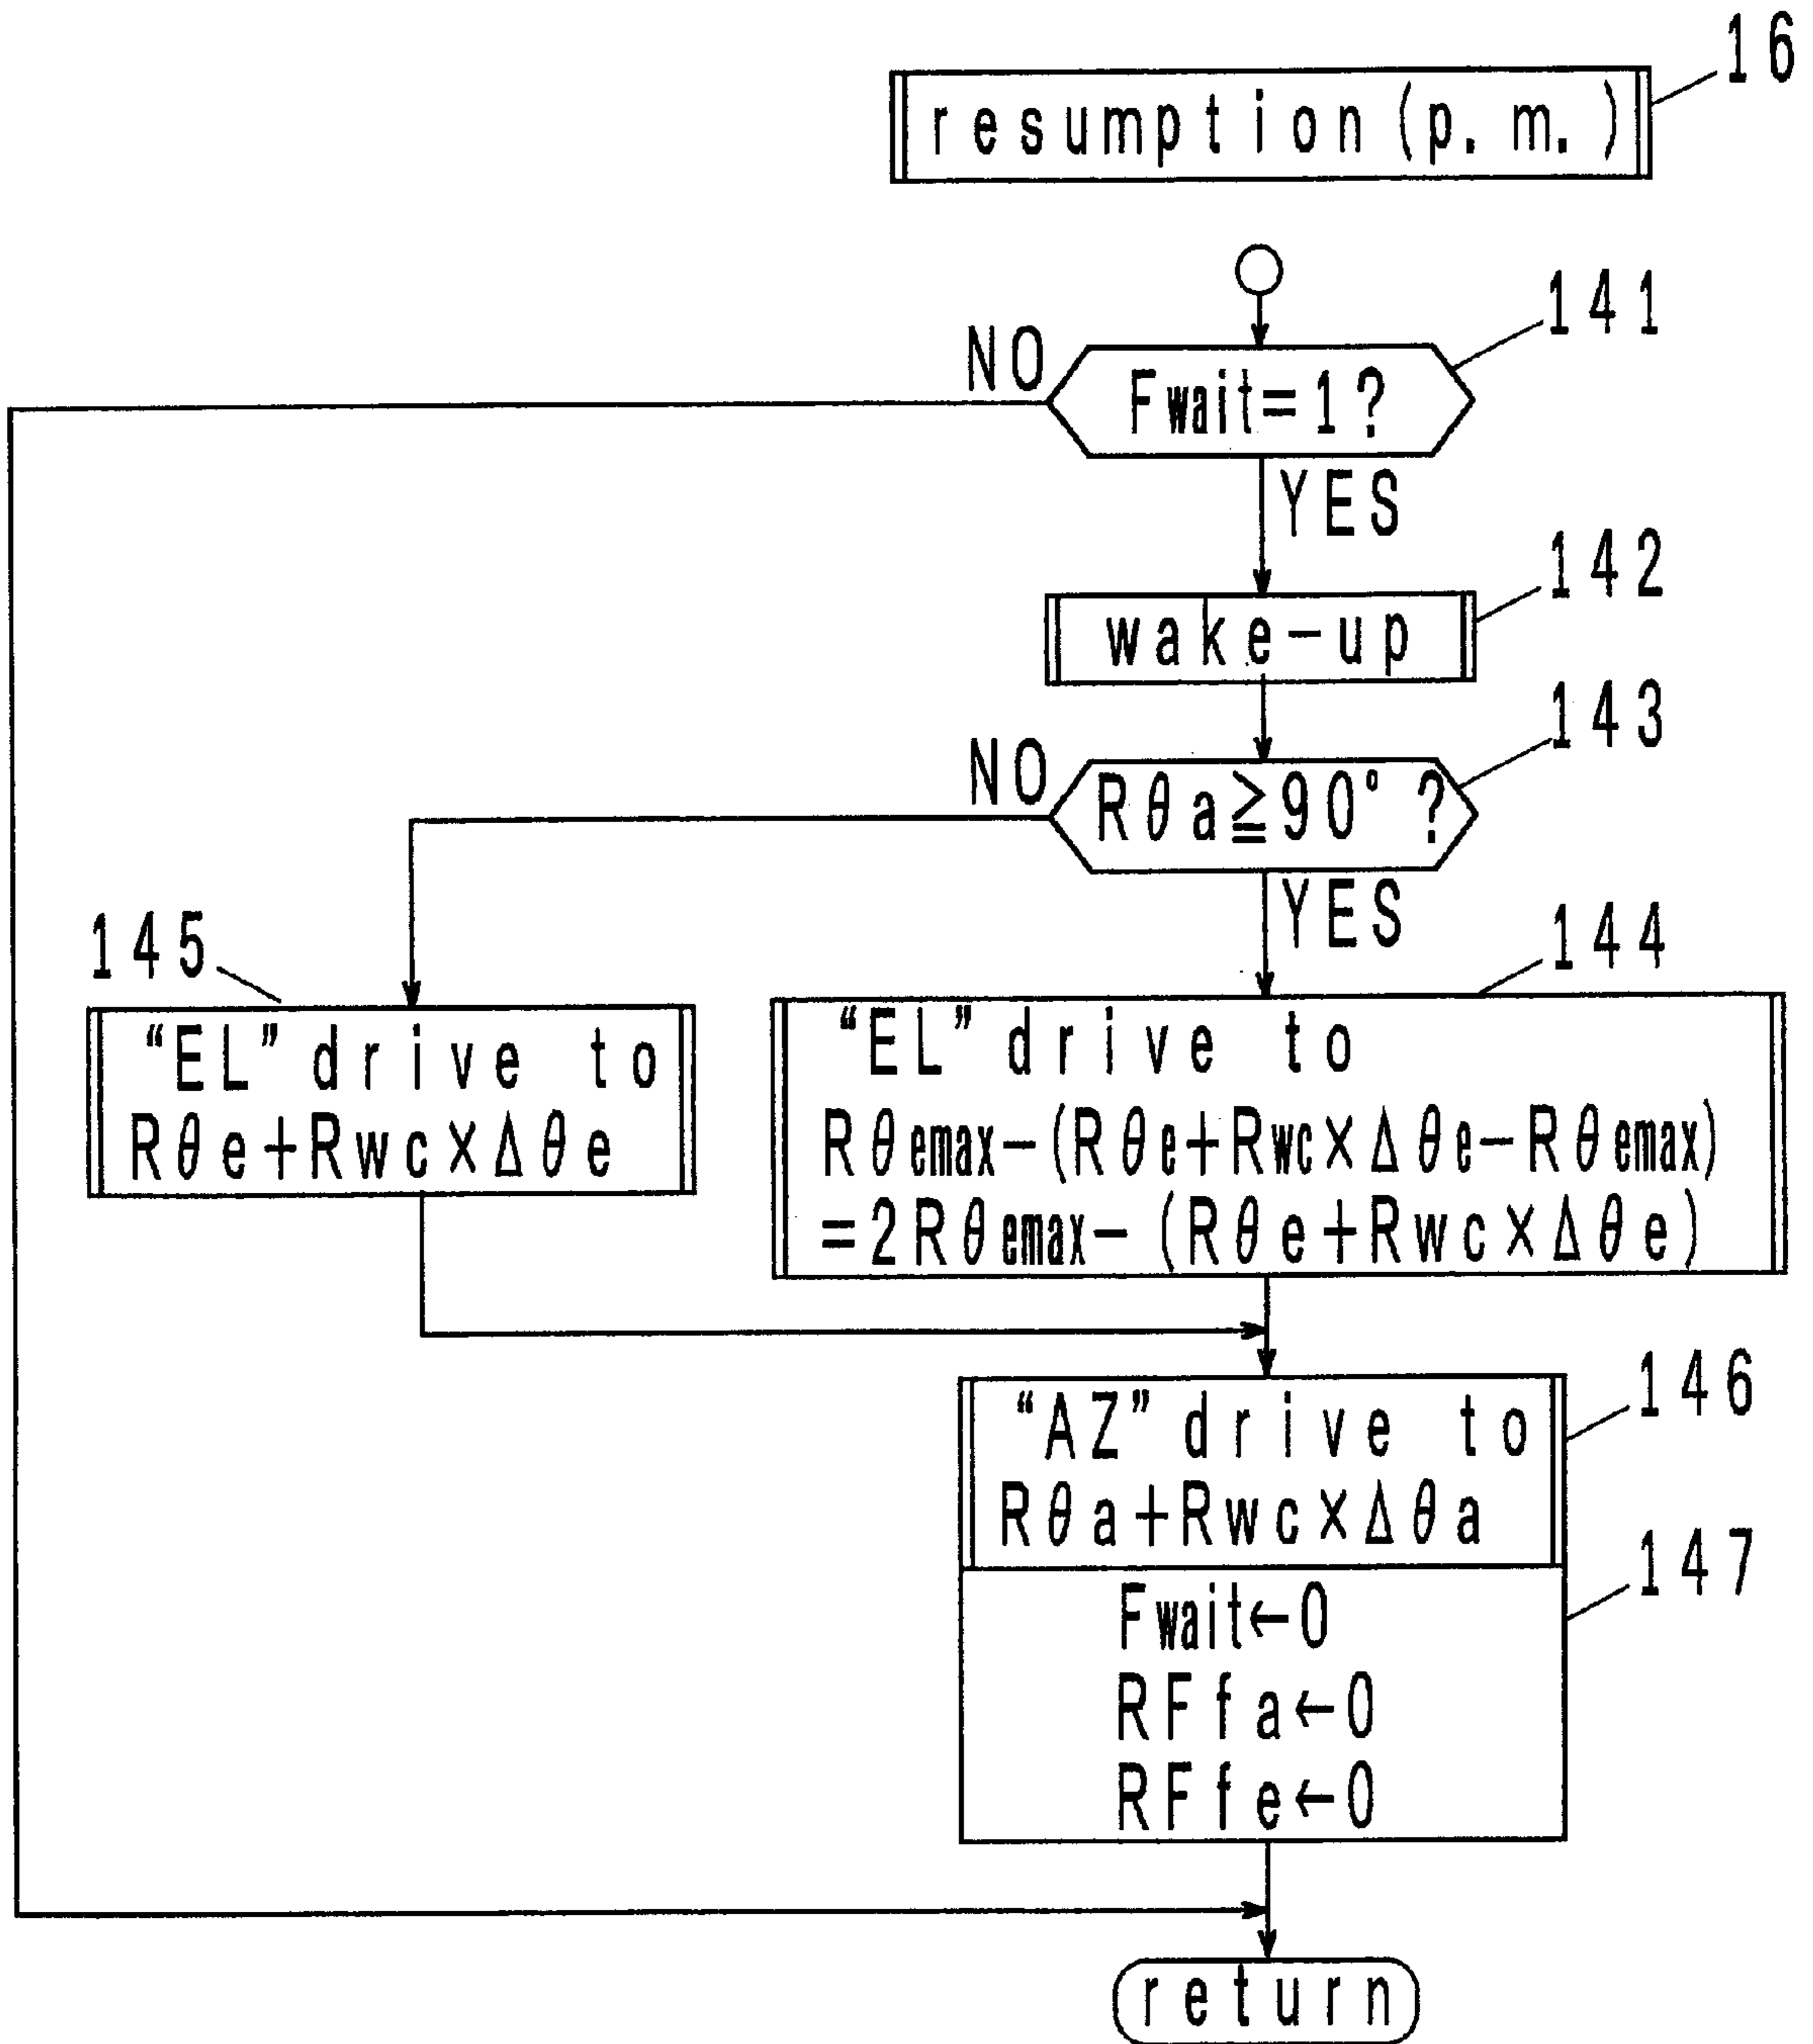 16
resumption(p.m.)
141
NO
Fwait=1?
YES
142
wake-up
143
NO
Rθa≧90°?
YES
145
144
"EL"drive to
Rθe+Rwc×Δθe
"EL"drive to
Rθemax-(Rθe+Rwc×Δθe-Rθemax)
=2Rθemax-(Rθe+Rwc×Δθe)
146
"AZ"drive to
Rθa+Rwc×Δθa
147
Fwait←0
RFfa←0
RFfe←0
return